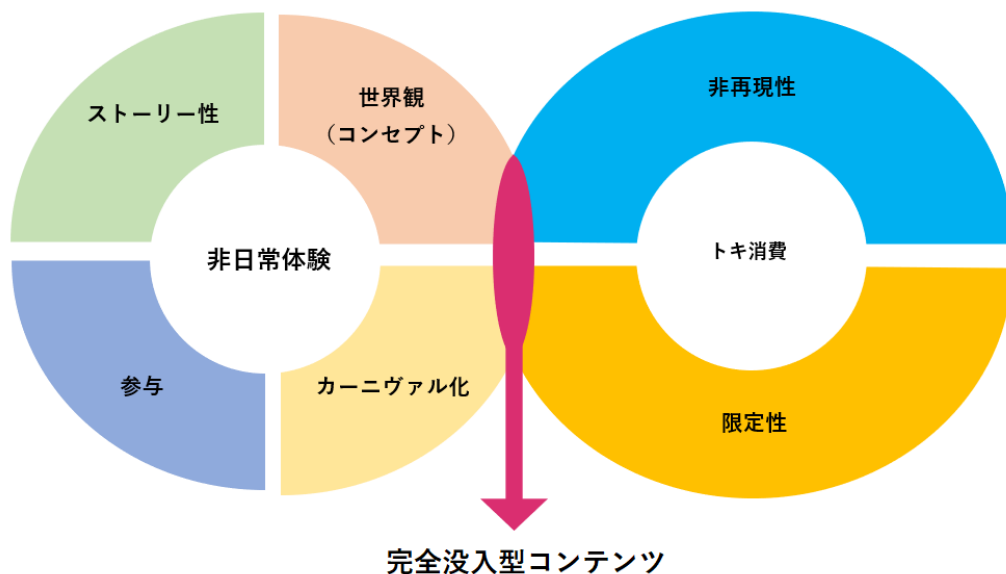 ストーリー性
世界観
（コンセプト）
非日常体験
参与
カーニヴァル化
非再現性
トキ消費
限定性
完全没入型コンテンツ